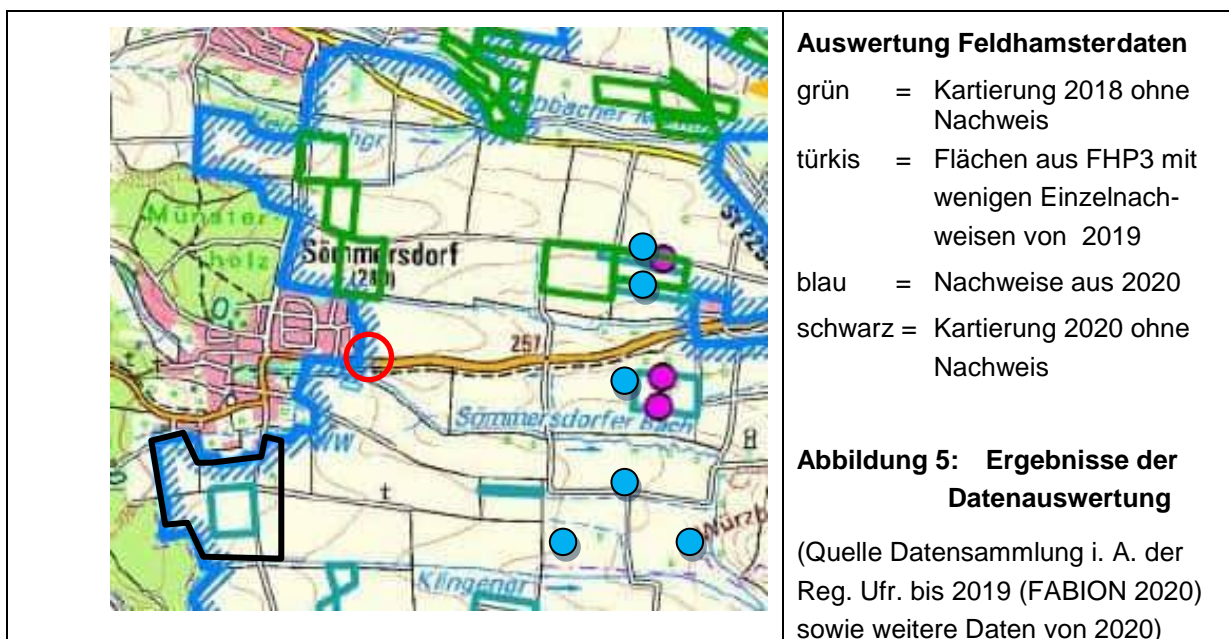 Auswertung Feldhamsterdaten
grün = Kartierung 2018 ohne
Nachweis
türkis = Flächen aus FHP3 mit
wenigen Einzelnach-
weisen von 2019
blau = Nachweise aus 2020
schwarz = Kartierung 2020 ohne
Nachweis
Abbildung 5: Ergebnisse der
Datenauswertung
(Quelle Datensammlung i. A. der
Reg. Ufr. bis 2019 (FABION 2020)
sowie weitere Daten von 2020)
Münster-
holz
Sömmersdorf
257
Sömmersdorfer Bach
Klingengr